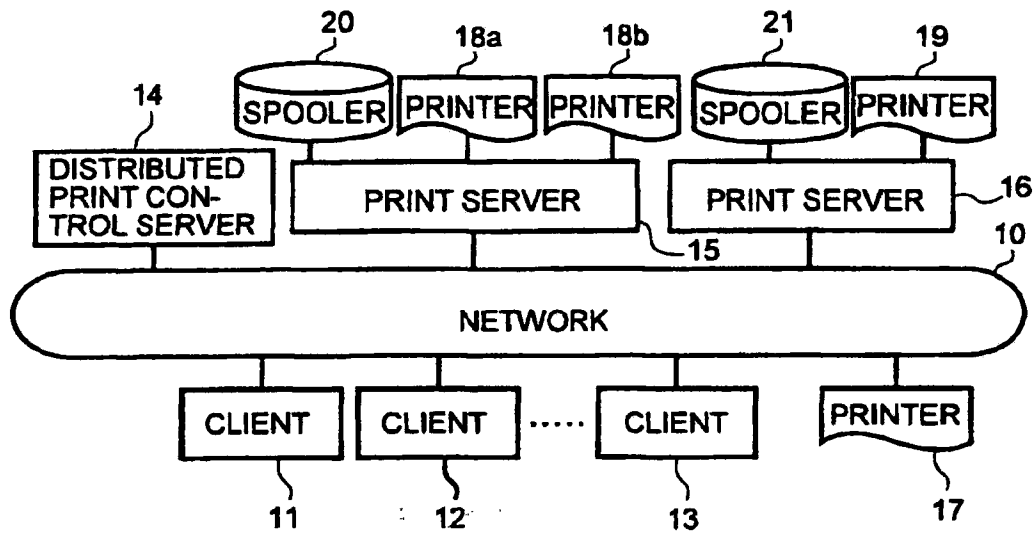 20
18a
18b
21
19
14
SPOOLER
PRINTER
PRINTER
SPOOLER
PRINTER
DISTRIBUTED
PRINT CON-
TROL SERVER
PRINT SERVER
PRINT SERVER
16
15
10
NETWORK
CLIENT
CLIENT
.....
CLIENT
PRINTER
11
12
13
17